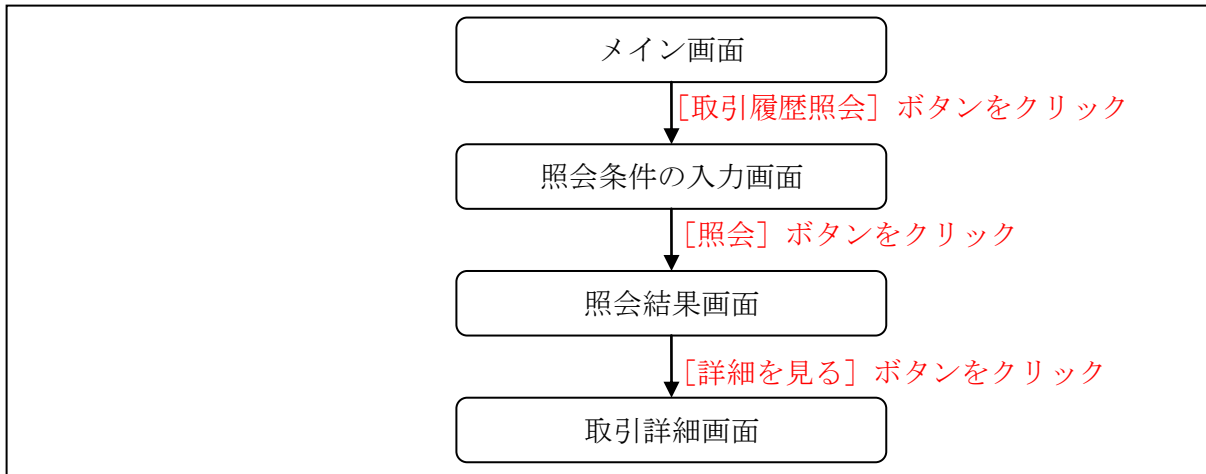 メイン画面
［取引履歴照会］ボタンをクリック
照会条件の入力画面
［照会］ボタンをクリック
照会結果画面
［詳細を見る］ボタンをクリック
取引詳細画面